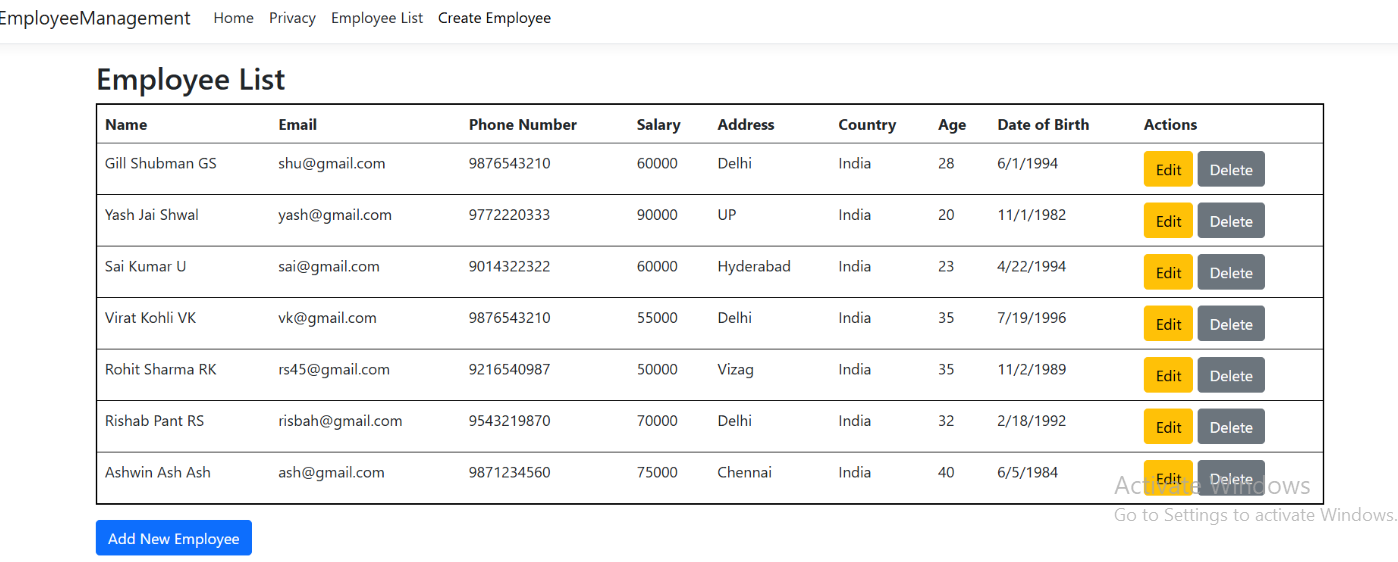 EmployeeManagement Home Privacy Employee List Create Employee
Employee List
Name Email Phone Number Salary Address Country Age Date of Birth Actions
Gill Shubman GS shu@gmail.com 9876543210 60000 Delhi India 28 6/1/1994 Edit Delete
Yash Jai Shwal yash@gmail.com 9772220333 90000 UP India 20 11/1/1982 Edit Delete
Sai Kumar U sai@gmail.com 9014322322 60000 Hyderabad India 23 4/22/1994 Edit Delete
Virat Kohli VK vk@gmail.com 9876543210 55000 Delhi India 35 7/19/1996 Edit Delete
Rohit Sharma RK rs45@gmail.com 9216540987 50000 Vizag India 35 11/2/1989 Edit Delete
Rishab Pant RS risbah@gmail.com 9543219870 70000 Delhi India 32 2/18/1992 Edit Delete
Ashwin Ash Ash ash@gmail.com 9871234560 75000 Chennai India 40 6/5/1984 Edit Delete
Activate Windows
Go to Settings to activate Windows.
Add New Employee